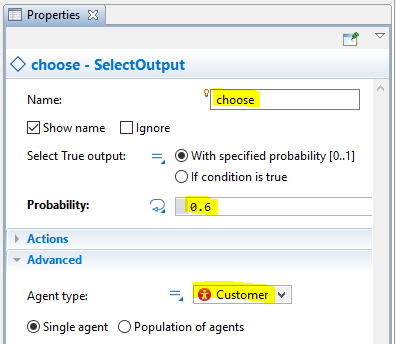 Properties
choose - SelectOutput
Name: choose
Show name Ignore
Select True output: With specified probability [0..1]
If condition is true
Probability: 0.6
Actions
Advanced
Agent type: Customer
Single agent Population of agents